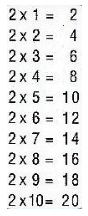 2 x 1 = 2
2 x 2 = 4
2 x 3 = 6
2 x 4 = 8
2 x 5 = 10
2 x 6 = 12
2 x 7 = 14
2 x 8 = 16
2 x 9 = 18
2 x 10 = 20